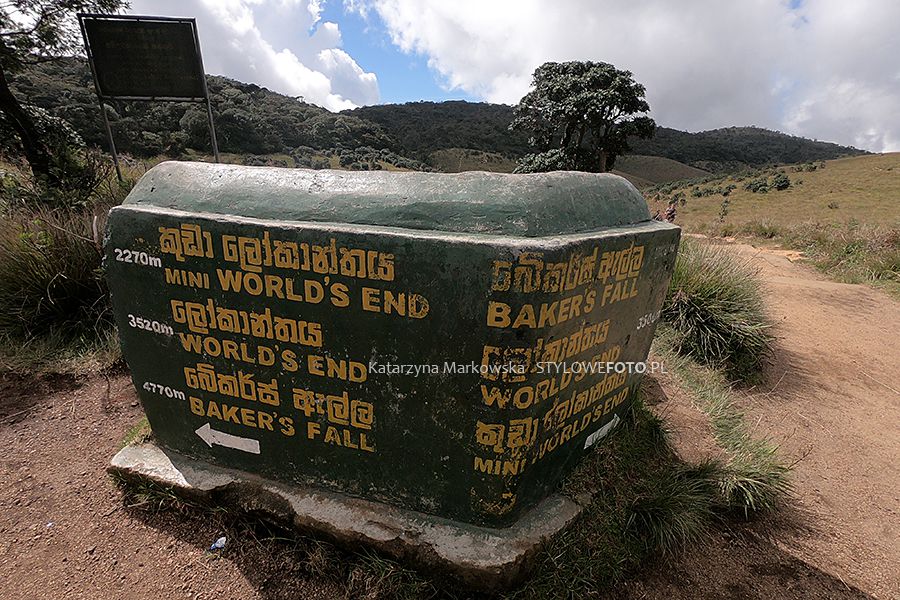 කුඩා ලෝකාන්තය
2270m MINI WORLD'S END
ලෝකාන්තය
3520m WORLD'S END
බේකර්ස් ඇල්ල
4770m BAKER'S FALL
බේකර්ස් ඇල්ල
BAKER'S FALL
ලෝකාන්තය
WORLD'S END
කුඩා ලෝකාන්තය
MINI WORLD'S END
Katarzyna Markowska STYLOWEFOTO.PL